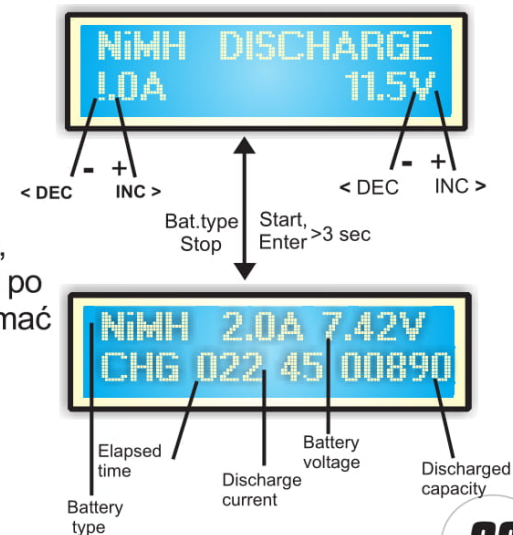 NiMH DISCHARGE
1.0A 11.5V
- +
< DEC INC >
- +
< DEC INC >
Bat.type
Stop
Start,
Enter >3 sec
,
po
mać
NiMH 2.0A 7.42V
CHG 022 45 00890
Elapsed
time
Discharge
current
Battery
voltage
Discharged
capacity
Battery
type